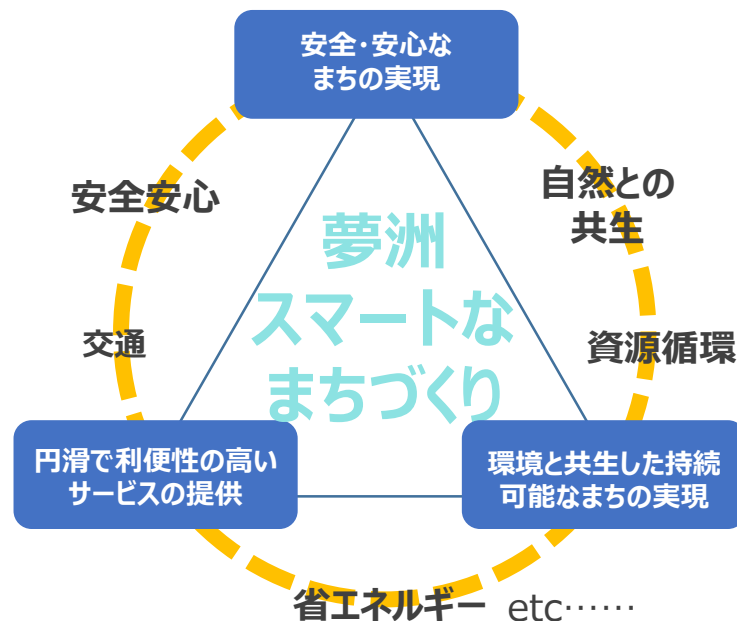 安全・安心な
まちの実現
安全安心
自然との
共生
夢洲
スマートな
まちづくり
交通
資源循環
円滑で利便性の高い
サービスの提供
環境と共生した持続
可能なまちの実現
省エネルギー etc……